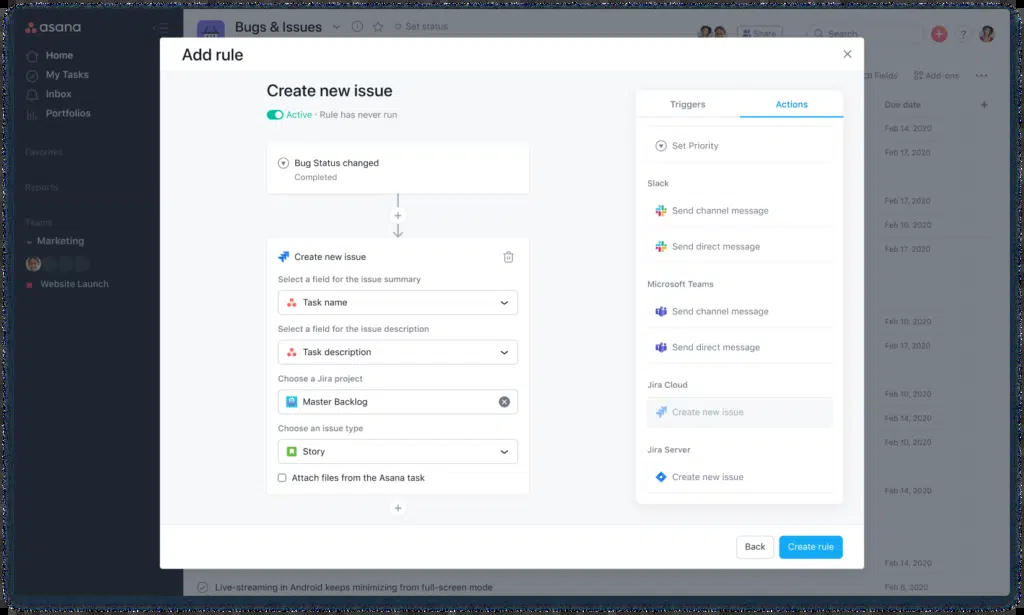 asana
Home
My Tasks
Inbox
Portfolios
Favorites
Reports
Teams
Marketing
Website Launch
Bugs & Issues
Set status
Share
Search
?
Add rule
Create new issue
Active · Rule has never run
Bug Status changed
Completed
Create new issue
Select a field for the issue summary
Task name
Select a field for the issue description
Task description
Choose a Jira project
Master Backlog
Choose an issue type
Story
Attach files from the Asana task
Triggers
Actions
Set Priority
Slack
Send channel message
Send direct message
Microsoft Teams
Send channel message
Send direct message
Jira Cloud
Create new issue
Jira Server
Create new issue
Back
Create rule
Fields
Add-ons
Due date
Feb 14, 2020
Feb 17, 2020
Feb 17, 2020
Feb 10, 2020
Feb 17, 2020
Feb 10, 2020
Feb 17, 2020
Feb 10, 2020
Feb 14, 2020
Feb 10, 2020
Feb 14, 2020
Feb 14, 2020
Live-streaming in Android keeps minimizing from full-screen mode
Feb 6, 2020